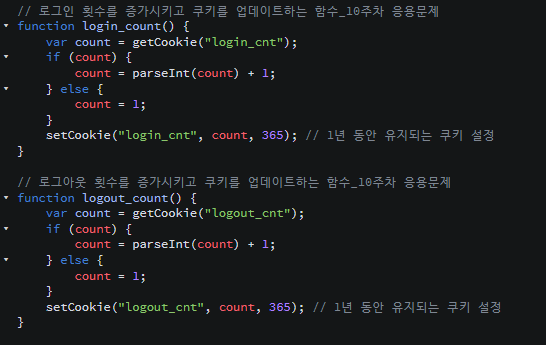 // 로그인 횟수를 증가시키고 쿠키를 업데이트하는 함수_10주차 응용문제
function login_count() {
    var count = getCookie("login_cnt");
    if (count) {
        count = parseInt(count) + 1;
    } else {
        count = 1;
    }
    setCookie("login_cnt", count, 365); // 1년 동안 유지되는 쿠키 설정
}

// 로그아웃 횟수를 증가시키고 쿠키를 업데이트하는 함수_10주차 응용문제
function logout_count() {
    var count = getCookie("logout_cnt");
    if (count) {
        count = parseInt(count) + 1;
    } else {
        count = 1;
    }
    setCookie("logout_cnt", count, 365); // 1년 동안 유지되는 쿠키 설정
}